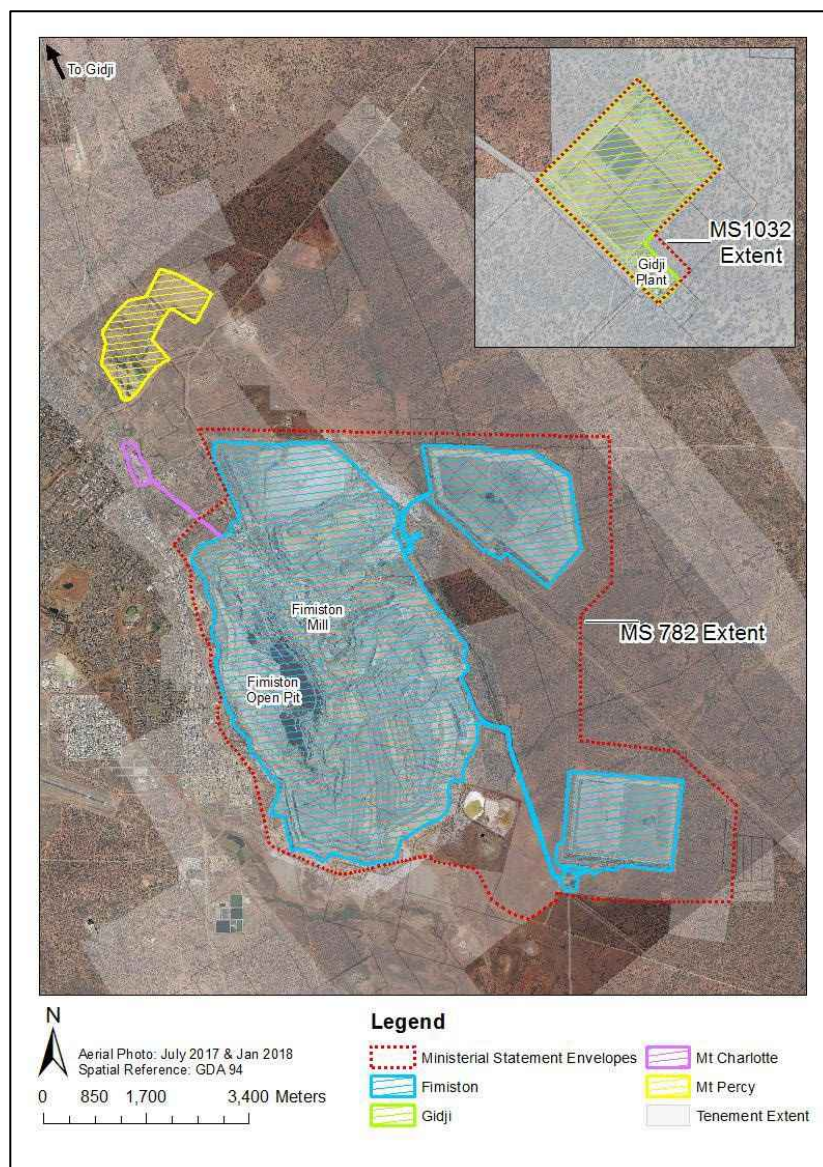 To Gidji
MS1032
Extent
Gidji
Plant
Fimiston
Mill
MS 782 Extent
Fimiston
Open Pit
N
Aerial Photo: July 2017 & Jan 2018
Spatial Reference: GDA 94
0 850 1,700 3,400 Meters
Legend
Ministerial Statement Envelopes
Fimiston
Gidji
Mt Charlotte
Mt Percy
Tenement Extent